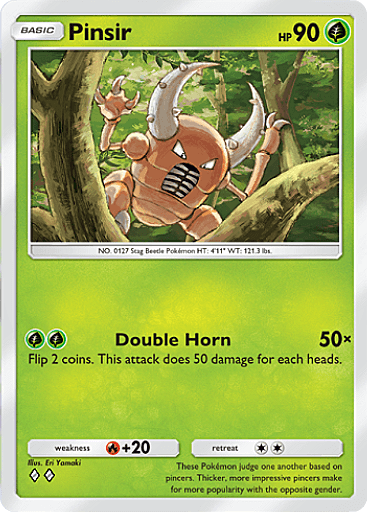 BASIC Pinsir HP 90
NO. 0127 Stag Beetle Pokémon HT: 4'11" WT: 121.3 lbs.
Double Horn 50×
Flip 2 coins. This attack does 50 damage for each heads.
weakness +20 retreat
Illus. Eri Yamaki
These Pokémon judge one another based on
pincers. Thicker, more impressive pincers make
for more popularity with the opposite gender.